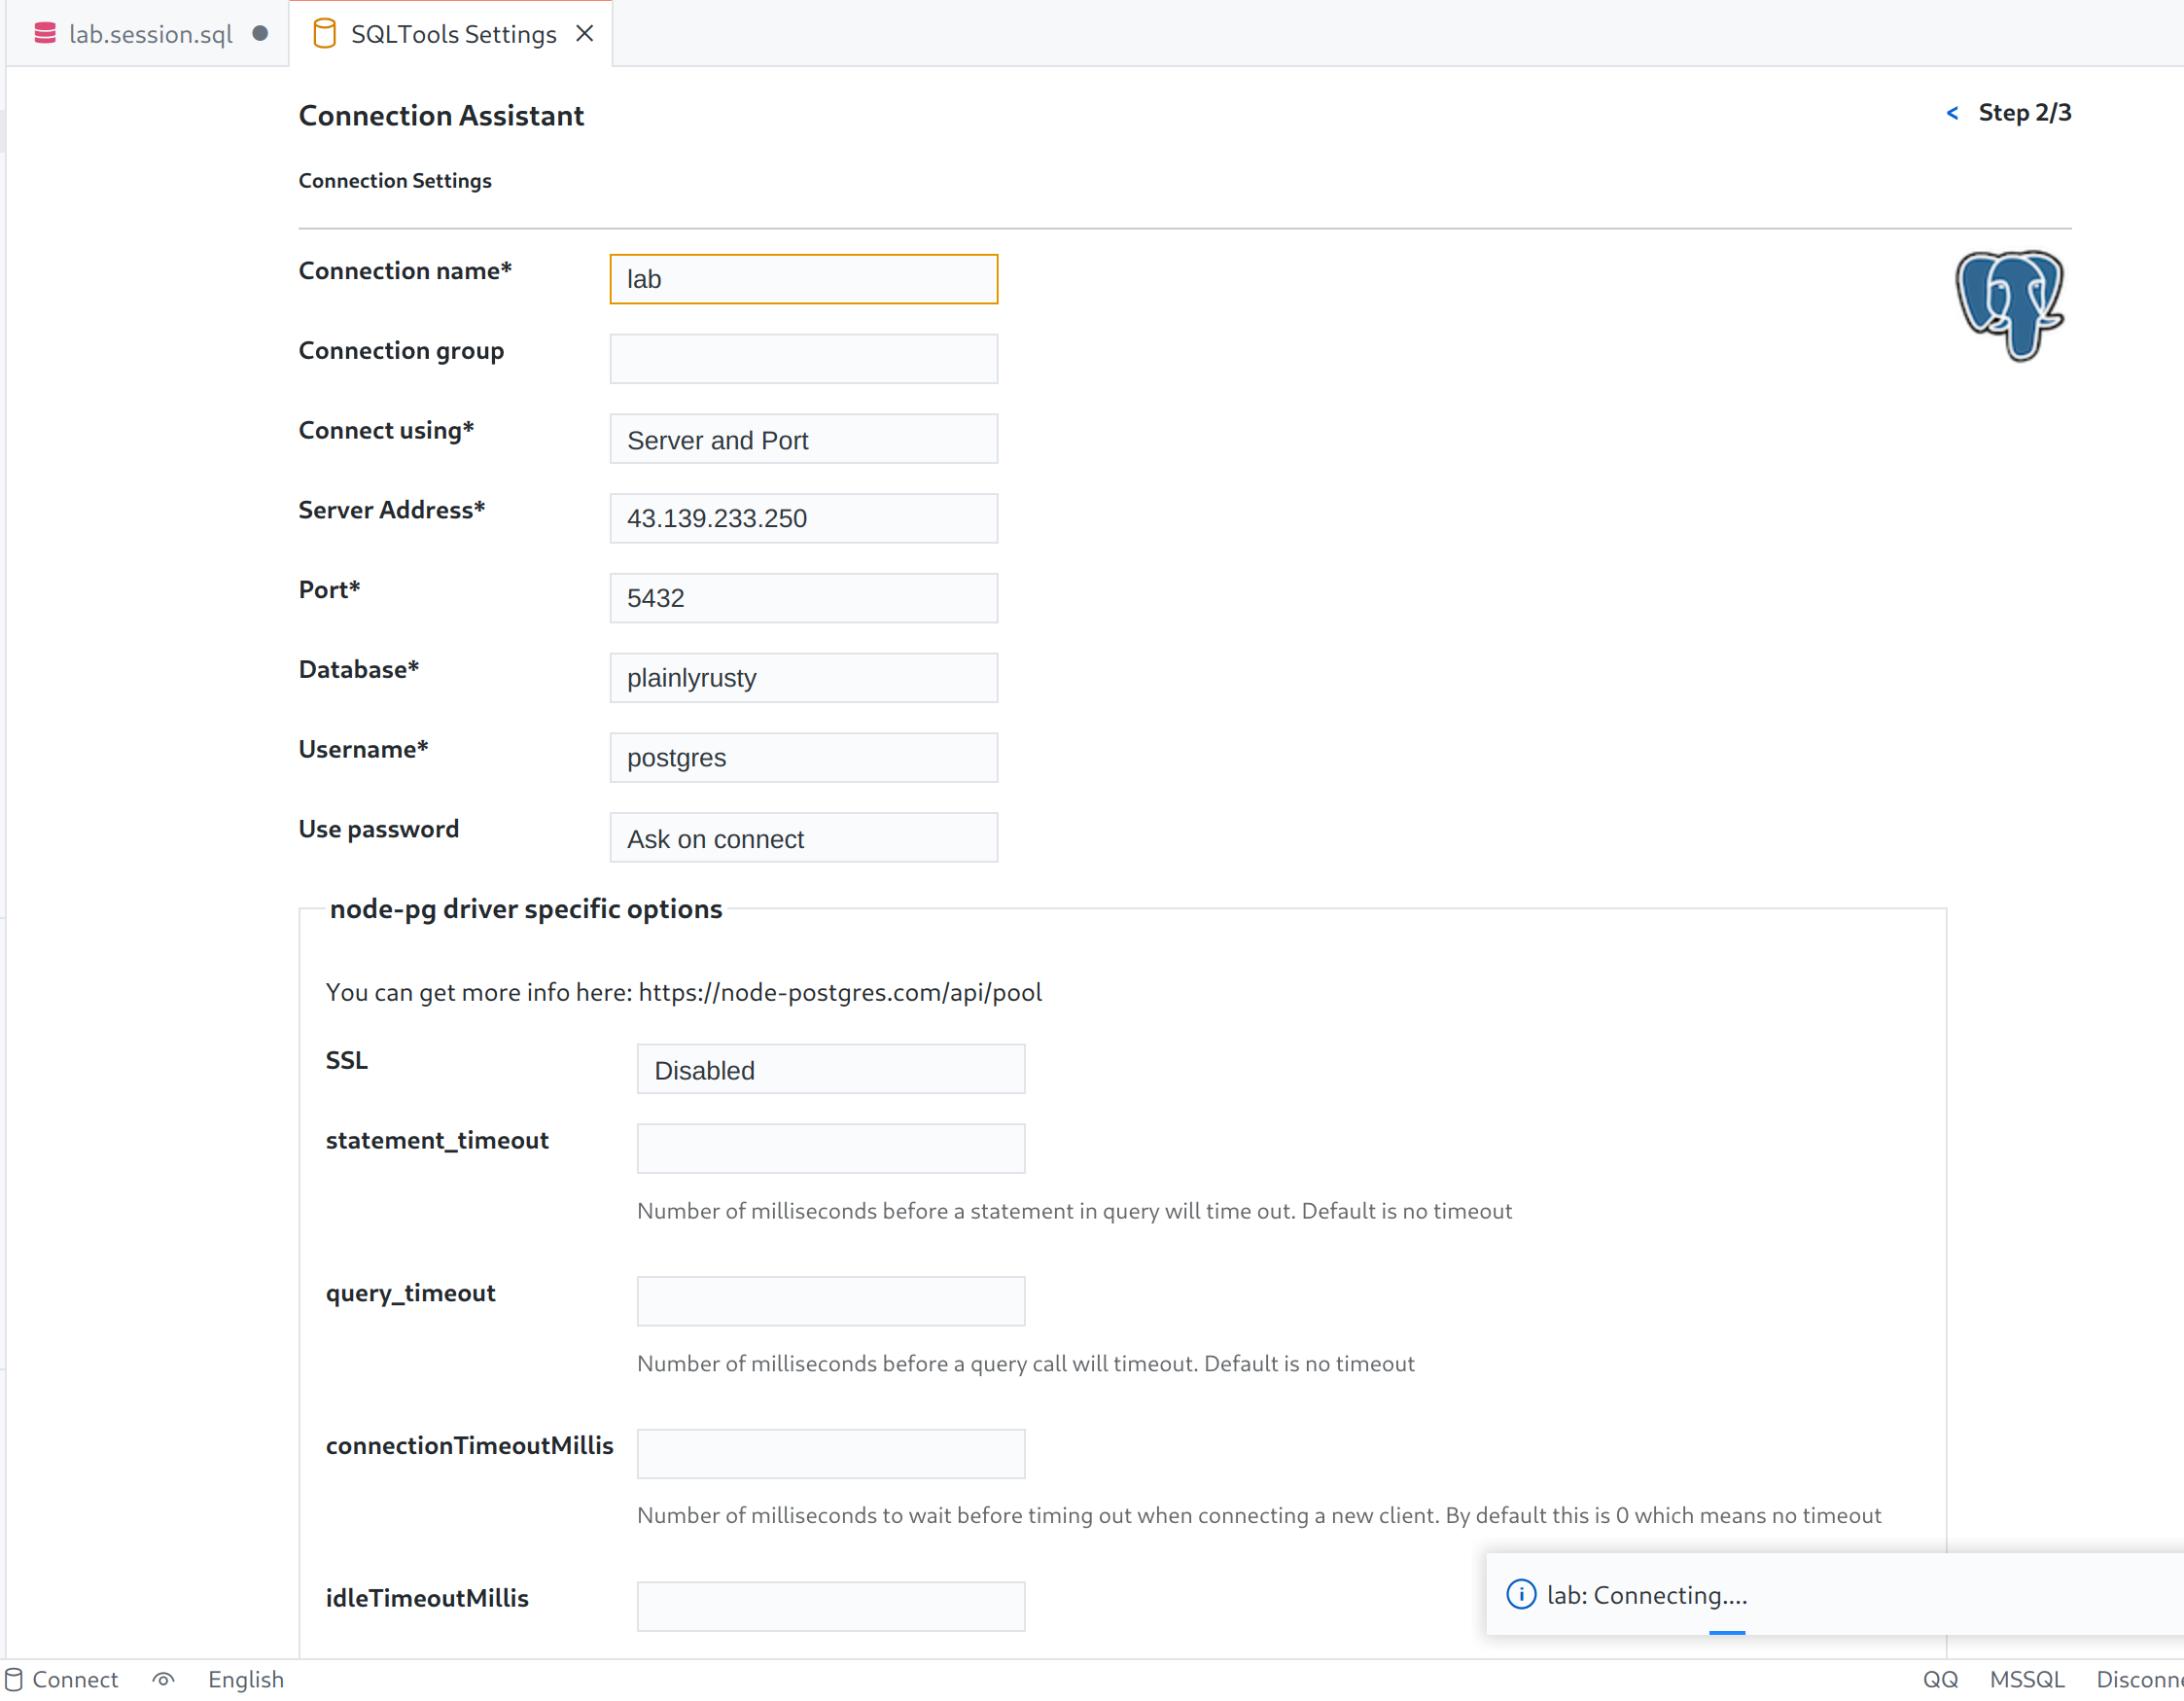 lab.session.sql
SQLTools Settings
Connection Assistant
< Step 2/3
Connection Settings
Connection name*
lab
Connection group
Connect using*
Server and Port
Server Address*
43.139.233.250
Port*
5432
Database*
plainlyrusty
Username*
postgres
Use password
Ask on connect
node-pg driver specific options
You can get more info here: https://node-postgres.com/api/pool
SSL
Disabled
statement_timeout
Number of milliseconds before a statement in query will time out. Default is no timeout
query_timeout
Number of milliseconds before a query call will timeout. Default is no timeout
connectionTimeoutMillis
Number of milliseconds to wait before timing out when connecting a new client. By default this is 0 which means no timeout
idleTimeoutMillis
lab: Connecting....
Connect English QQ MSSQL Disconne